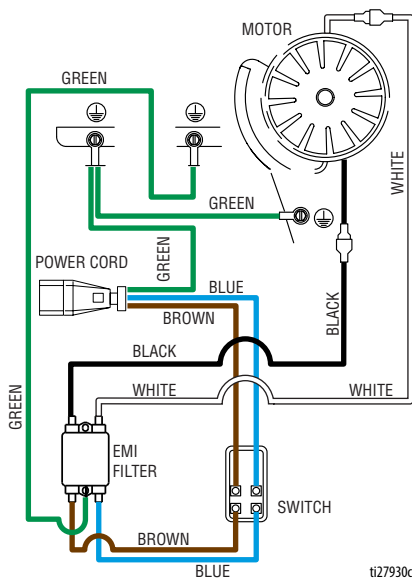 MOTOR
GREEN
WHITE
GREEN
GREEN
POWER CORD
BLUE
BROWN
BLACK
BLACK
WHITE
WHITE
GREEN
EMI
FILTER
SWITCH
BROWN
BLUE